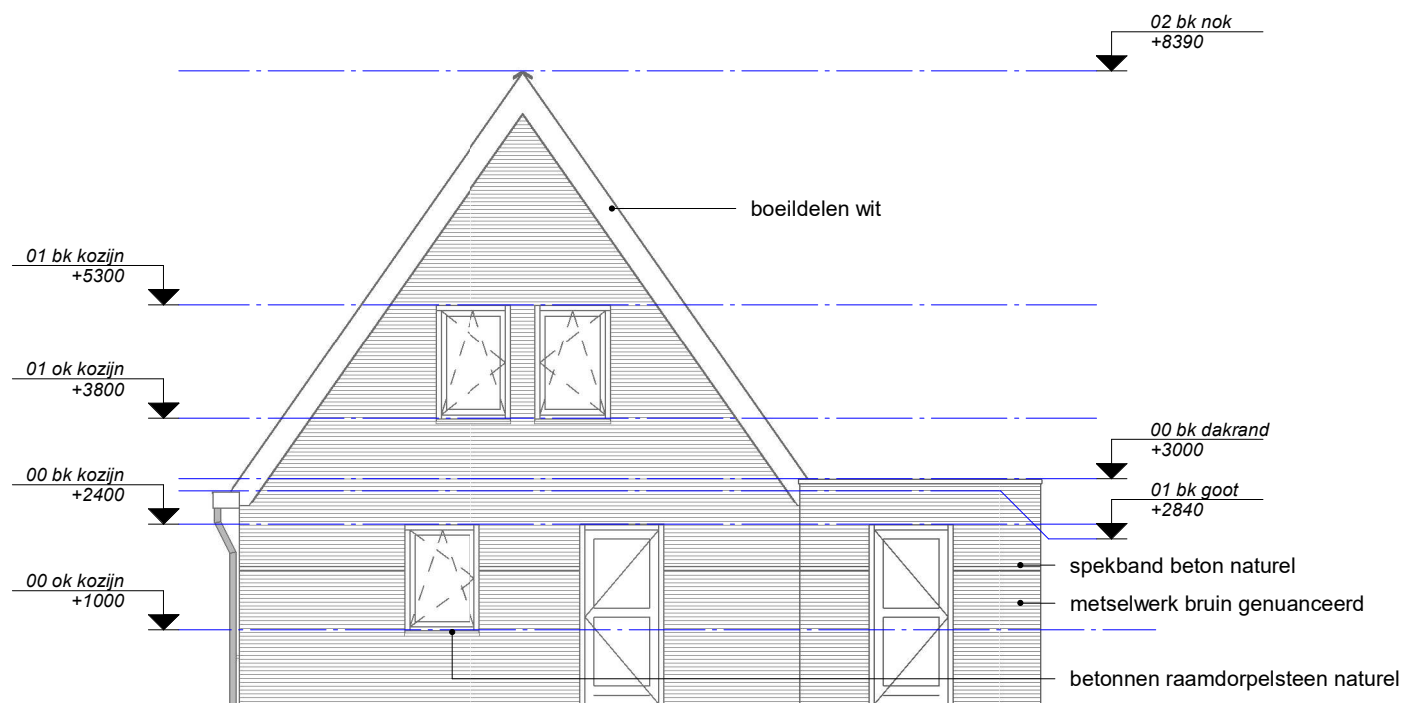 02 bk nok
+8390
boeildelen wit
01 bk kozijn
+5300
01 ok kozijn
+3800
00 bk dakrand
+3000
00 bk kozijn
+2400
01 bk goot
+2840
spekband beton naturel
00 ok kozijn
+1000
metselwerk bruin genuanceerd
betonnen raamdorpelsteen naturel